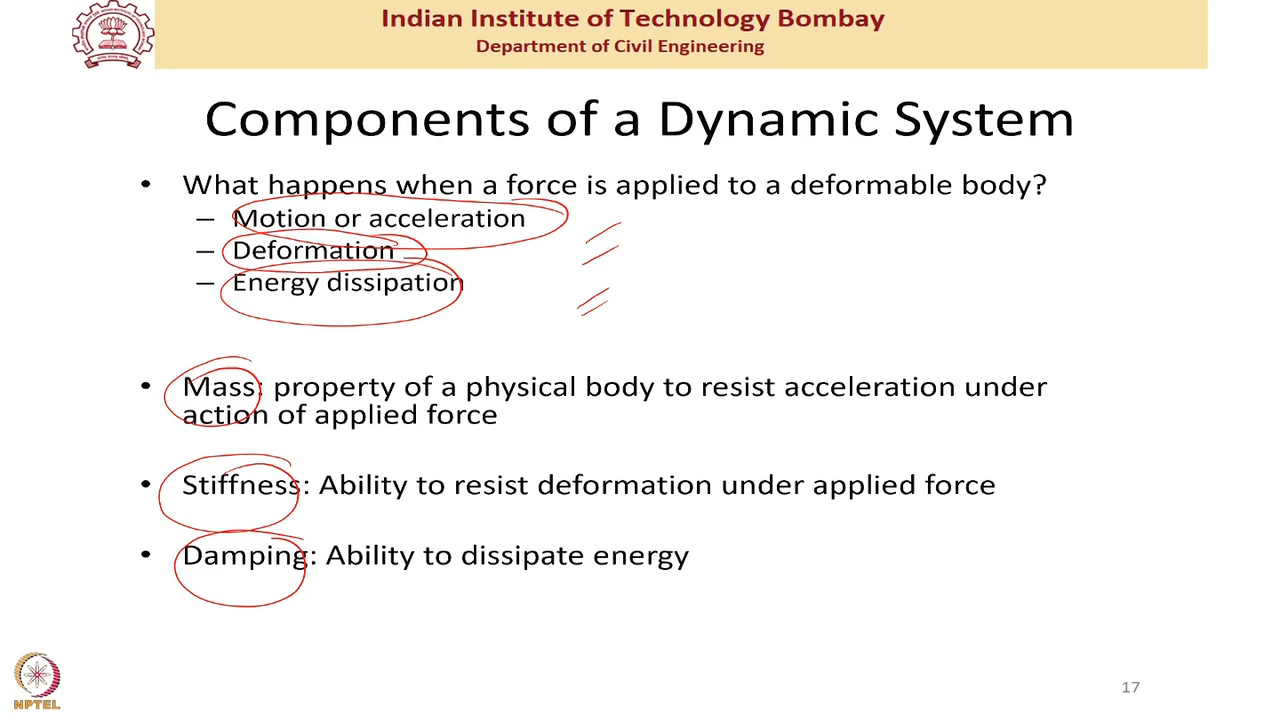 Indian Institute of Technology Bombay
Department of Civil Engineering
Components of a Dynamic System
• What happens when a force is applied to a deformable body?
– Motion or acceleration
– Deformation
– Energy dissipation
• Mass: property of a physical body to resist acceleration under
action of applied force
• Stiffness: Ability to resist deformation under applied force
• Damping: Ability to dissipate energy
NPTEL
17